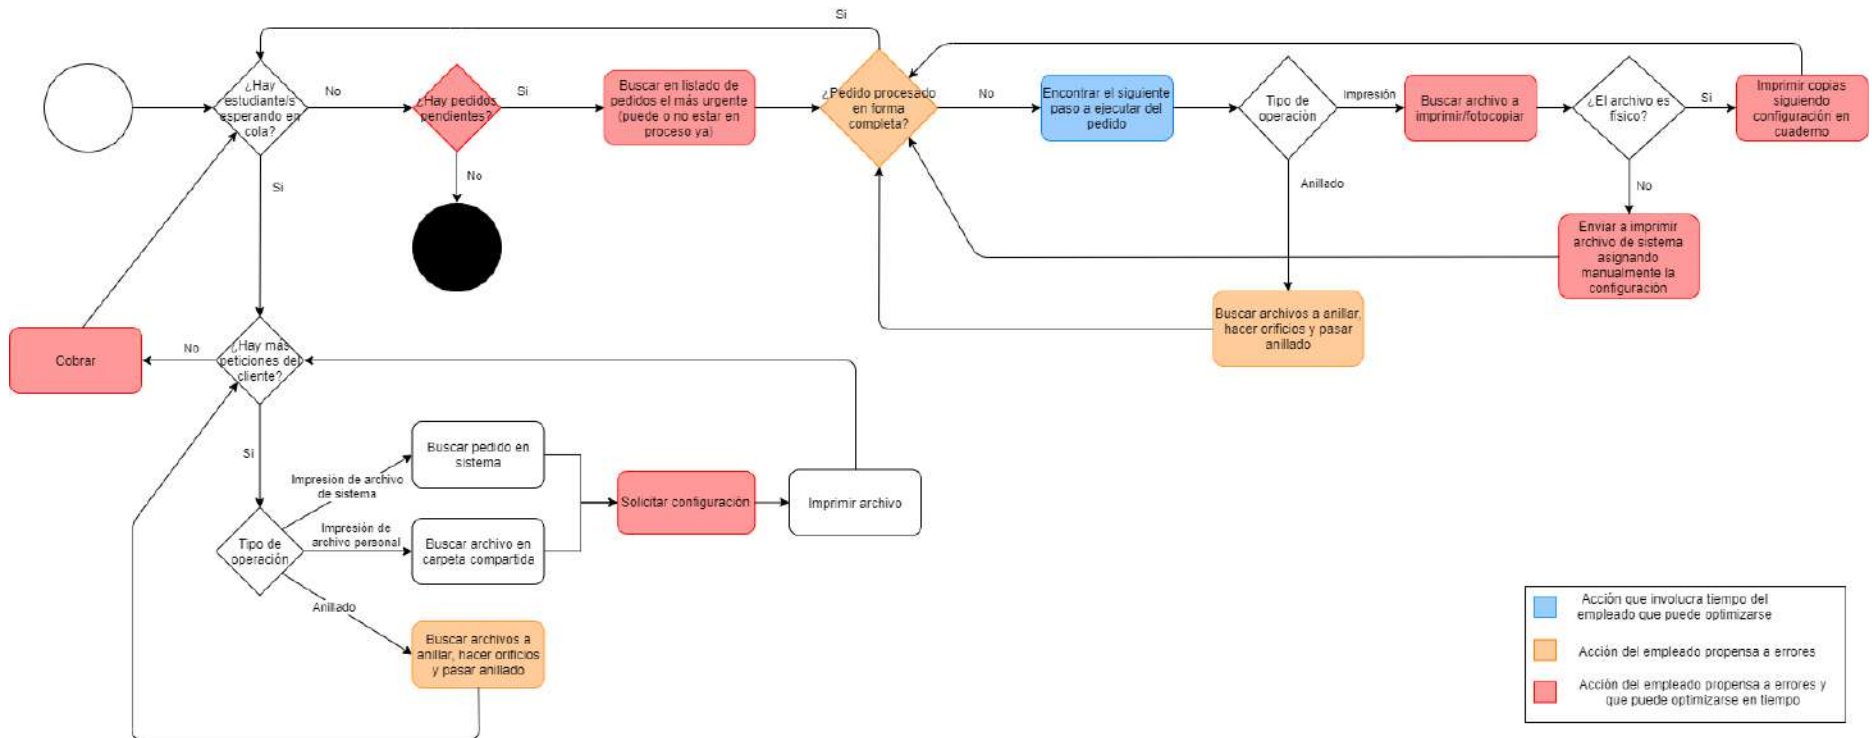 Si
¿Hay
estudiante/s
esperando en
cola?
No
¿Hay pedidos
pendientes?
Si
Buscar en listado de
pedidos el más urgente
(puede o no estar en
proceso ya)
¿Pedido procesado
en forma
completa?
No
Encontrar el siguiente
paso a ejecutar del
pedido
Tipo de
operación
Impresión
Buscar archivo a
imprimir/fotocopiar
¿El archivo es
físico?
Si
Imprimir copias
siguiendo
configuración en
cuaderno
No
Si
Anillado
No
Enviar a imprimir
archivo de sistema
asignando
manualmente la
configuración
Buscar archivos a anillar,
hacer orificios y pasar
anillado
Cobrar
No
¿Hay más
peticiones del
cliente?
Si
Tipo de
operación
Impresión de archivo
de sistema
Buscar pedido en
sistema
Impresión de
archivo personal
Buscar archivo en
carpeta compartida
Solicitar configuración
Imprimir archivo
Anillado
Buscar archivos a
anillar, hacer orificios
y pasar anillado
Acción que involucra tiempo del
empleado que puede optimizarse
Acción del empleado propensa a errores
Acción del empleado propensa a errores y
que puede optimizarse en tiempo